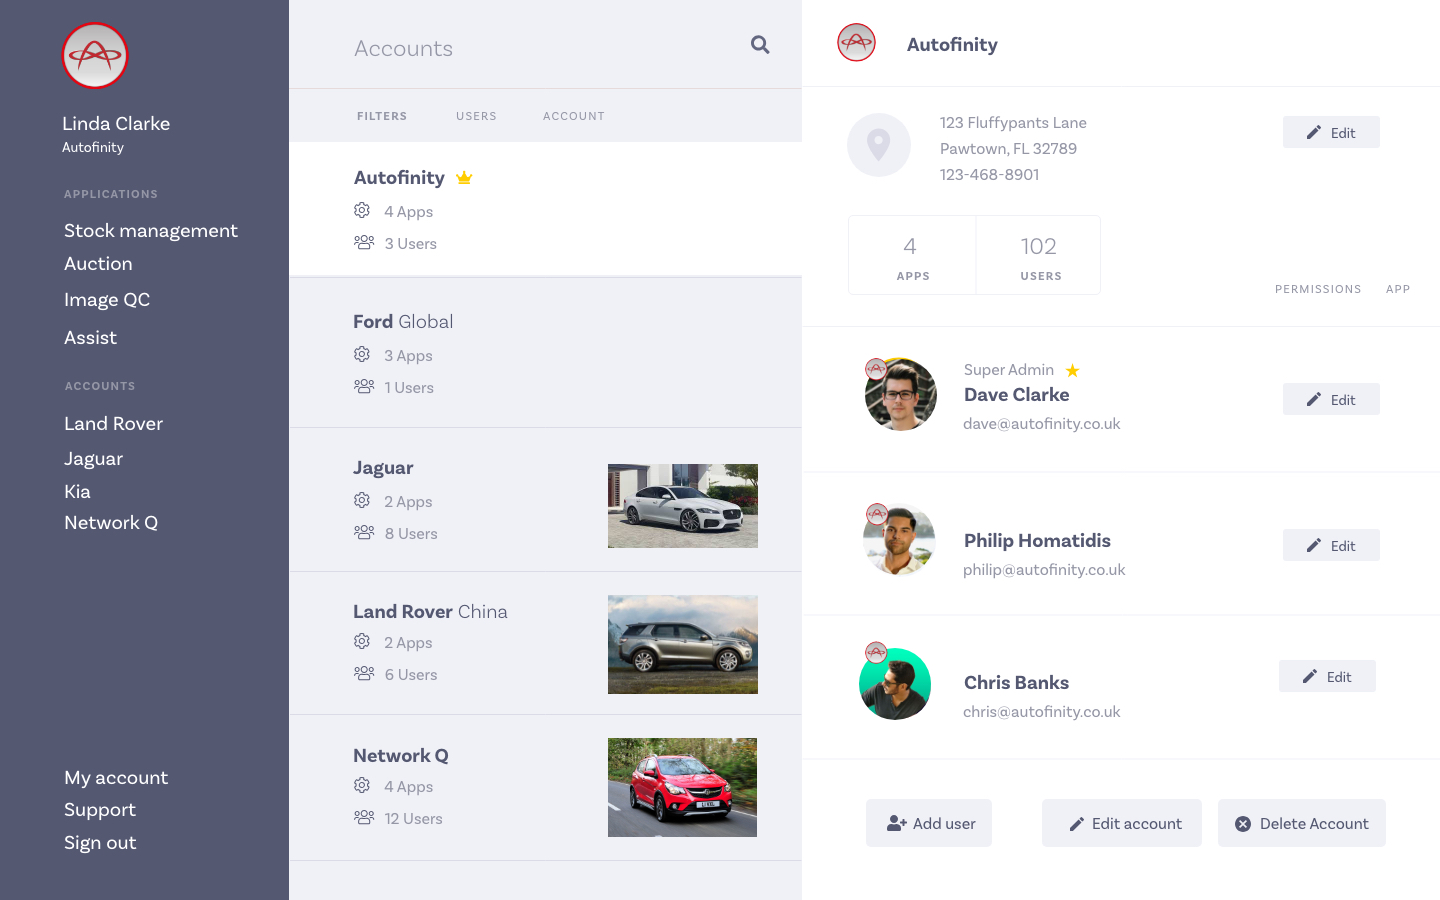 Linda Clarke
Autofinity
APPLICATIONS
Stock management
Auction
Image QC
Assist
ACCOUNTS
Land Rover
Jaguar
Kia
Network Q
My account
Support
Sign out
Accounts
FILTERS USERS ACCOUNT
Autofinity
4 Apps
3 Users
Ford Global
3 Apps
1 Users
Jaguar
2 Apps
8 Users
Land Rover China
2 Apps
6 Users
Network Q
4 Apps
12 Users
Autofinity
123 Fluffypants Lane
Pawtown, FL 32789
123-468-8901
Edit
4 102
APPS USERS
PERMISSIONS APP
Super Admin
Dave Clarke
dave@autofinity.co.uk
Edit
Philip Homatidis
philip@autofinity.co.uk
Edit
Chris Banks
chris@autofinity.co.uk
Edit
Add user Edit account Delete Account